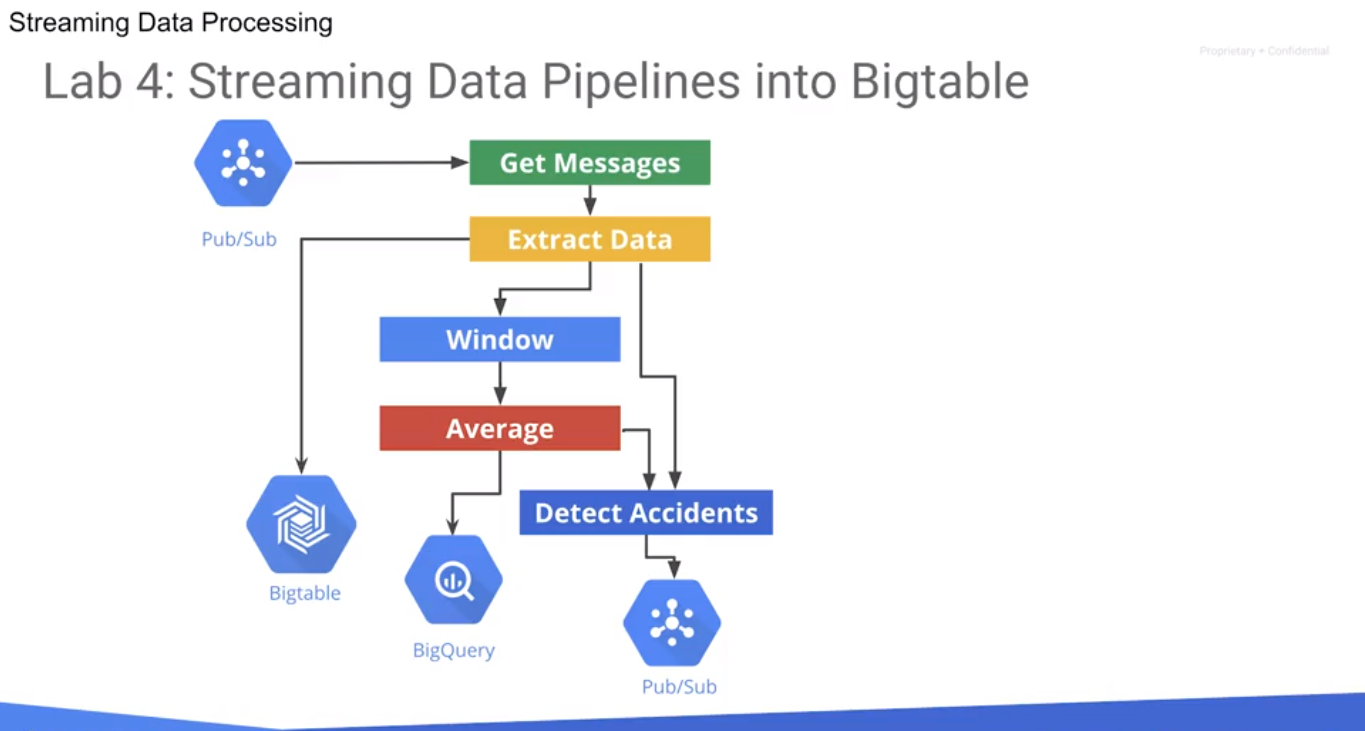 Streaming Data Processing
Proprietary + Confidential
Lab 4: Streaming Data Pipelines into Bigtable
Get Messages
Pub/Sub
Extract Data
Window
Average
Detect Accidents
Bigtable
BigQuery
Pub/Sub